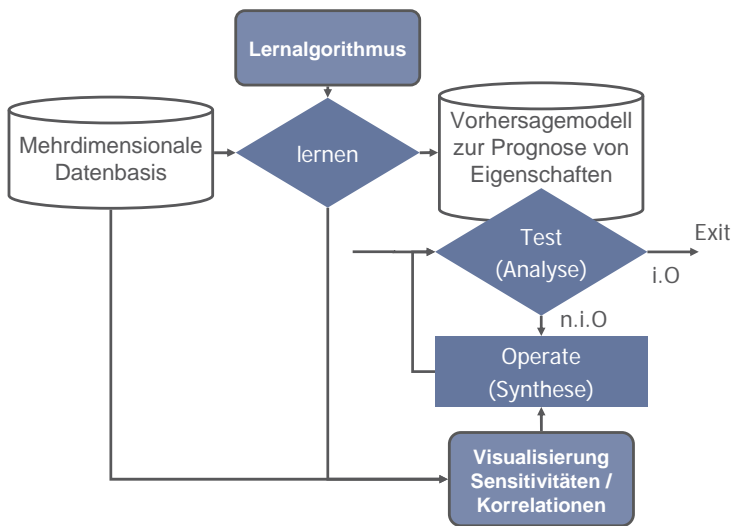 Lernalgorithmus
Mehrdimensionale
Datenbasis
lernen
Vorhersagemodell
zur Prognose von
Eigenschaften
Test
(Analyse)
Exit
i.O
n.i.O
Operate
(Synthese)
Visualisierung
Sensitivitäten /
Korrelationen